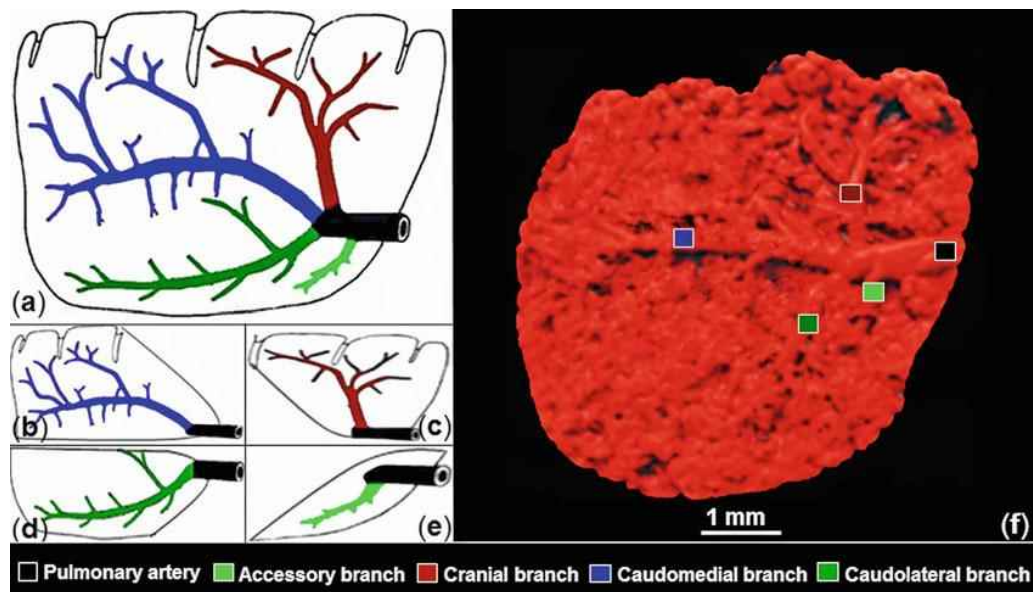 (a)
(b)
(c)
(d)
(e)
1 mm
(f)
Pulmonary artery Accessory branch Cranial branch Caudomedial branch Caudolateral branch